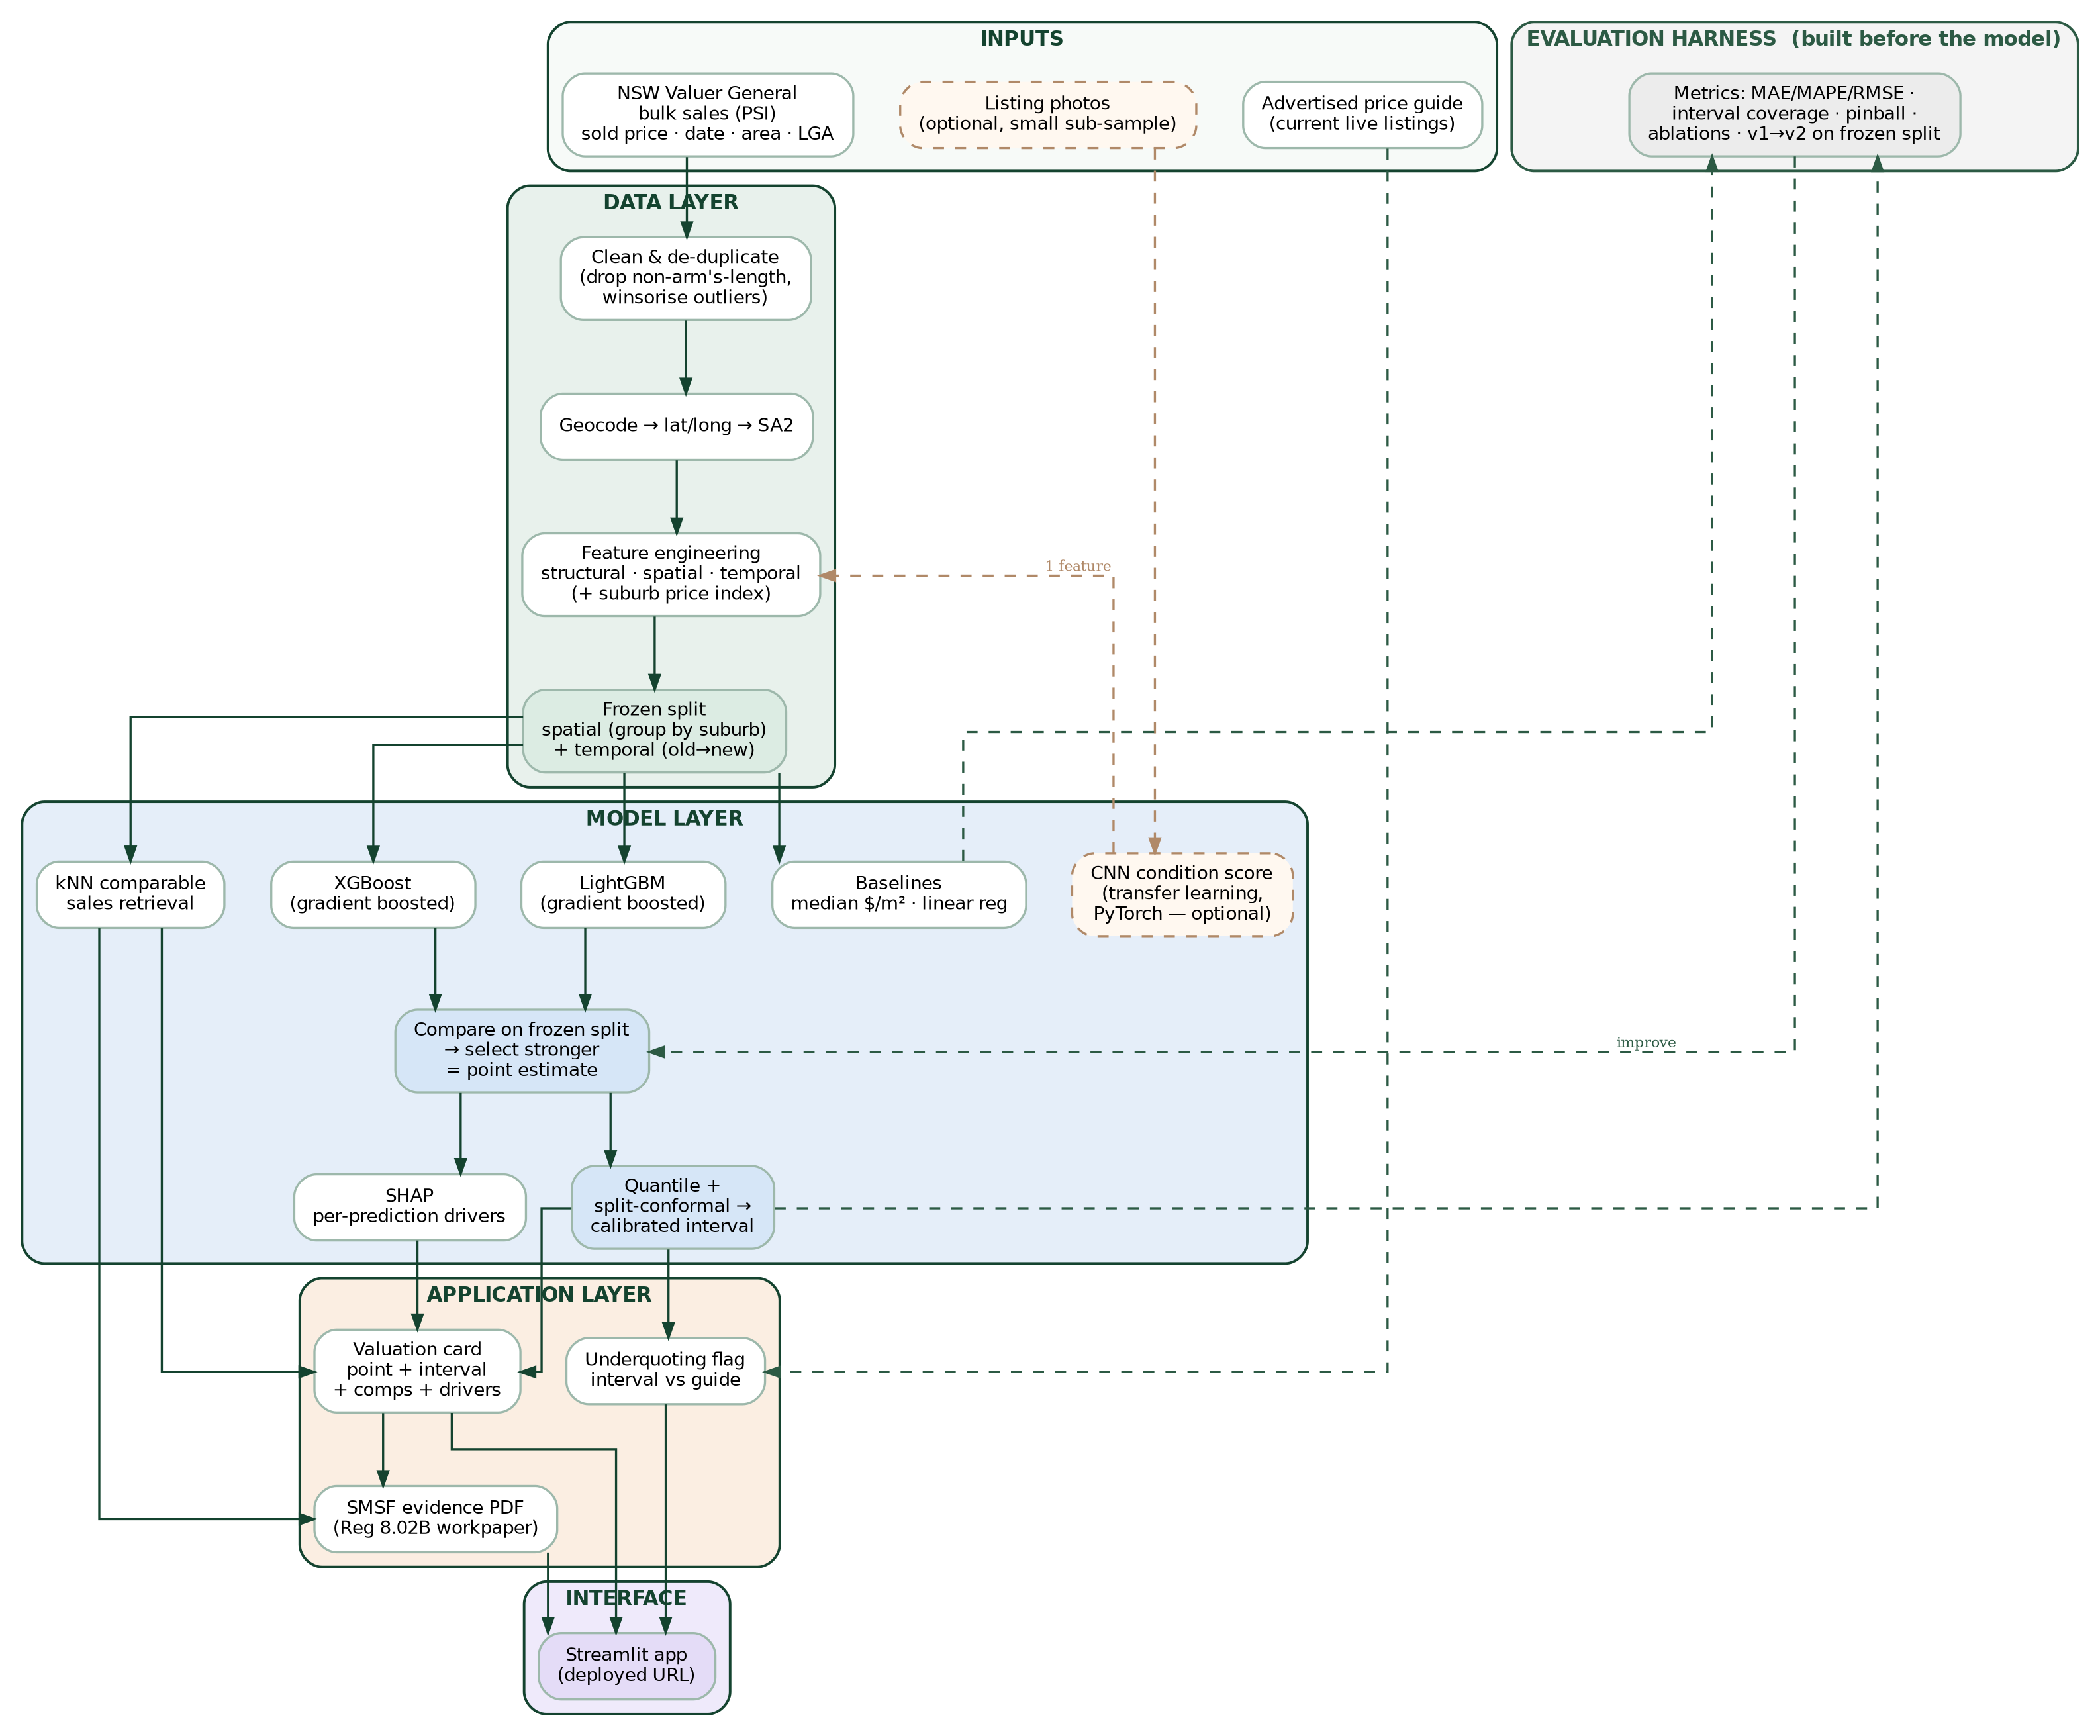 INPUTS
NSW Valuer General
bulk sales (PSI)
sold price · date · area · LGA
Listing photos
(optional, small sub-sample)
Advertised price guide
(current live listings)
EVALUATION HARNESS  (built before the model)
Metrics: MAE/MAPE/RMSE ·
interval coverage · pinball ·
ablations · v1→v2 on frozen split
DATA LAYER
Clean & de-duplicate
(drop non-arm's-length,
winsorise outliers)
Geocode → lat/long → SA2
Feature engineering
structural · spatial · temporal
(+ suburb price index)
1 feature
Frozen split
spatial (group by suburb)
+ temporal (old→new)
MODEL LAYER
kNN comparable
sales retrieval
XGBoost
(gradient boosted)
LightGBM
(gradient boosted)
Baselines
median $/m² · linear reg
CNN condition score
(transfer learning,
PyTorch — optional)
Compare on frozen split
→ select stronger
= point estimate
improve
SHAP
per-prediction drivers
Quantile +
split-conformal →
calibrated interval
APPLICATION LAYER
Valuation card
point + interval
+ comps + drivers
Underquoting flag
interval vs guide
SMSF evidence PDF
(Reg 8.02B workpaper)
INTERFACE
Streamlit app
(deployed URL)